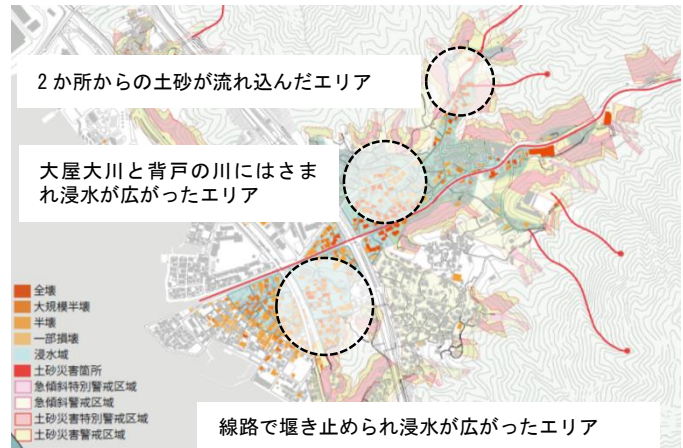 2か所からの土砂が流れ込んだエリア
大屋大川と背戸の川にはさま
れ浸水が広がったエリア
全壊
大規模半壊
半壊
一部損壊
浸水域
土砂災害箇所
急傾斜特別警戒区域
急傾斜警戒区域
土砂災害特別警戒区域
土砂災害警戒区域
線路で堰き止められ浸水が広がったエリア